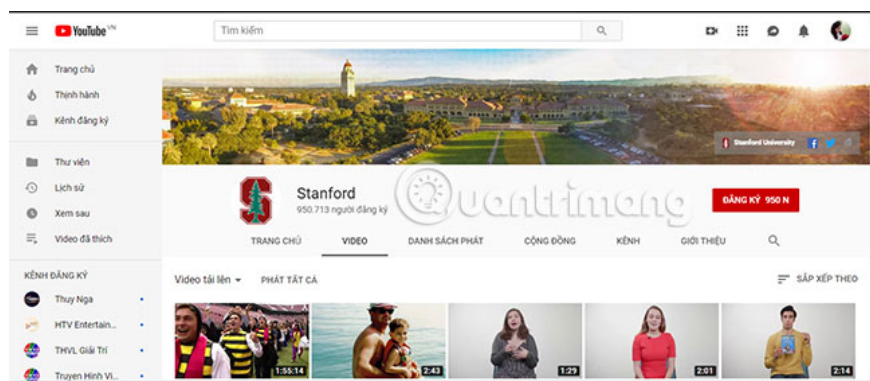 YouTube VN
Tìm kiếm
Trang chủ
Thịnh hành
Kênh đăng ký
Thư viện
Lịch sử
Xem sau
Video đã thích
KÊNH ĐĂNG KÝ
Thuy Nga
HTV Entertain...
THVL Giải Trí
Truyen Hinh Vi...
Stanford University
Stanford
950.713 người đăng ký
Quantrimang
ĐĂNG KÝ 950 N
TRANG CHỦ VIDEO DANH SÁCH PHÁT CỘNG ĐỒNG KÊNH GIỚI THIỆU
Video tải lên PHÁT TẤT CẢ SẮP XẾP THEO
1:55:14 2:43 1:29 2:01 2:14